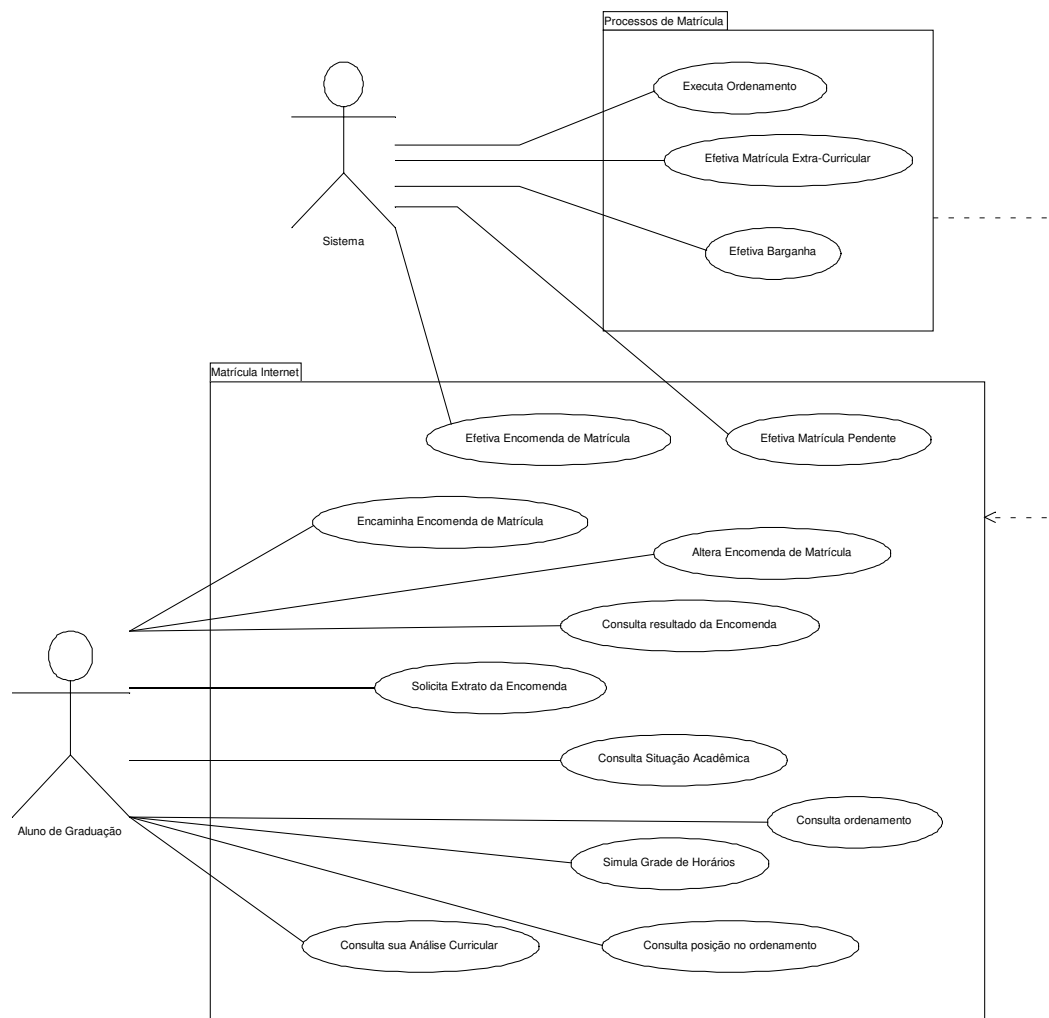 Processos de Matrícula
Executa Ordenamento
Efetiva Matrícula Extra-Curricular
Efetiva Barganha
Sistema
Matrícula Internet
Efetiva Encomenda de Matrícula
Efetiva Matrícula Pendente
Encaminha Encomenda de Matrícula
Altera Encomenda de Matrícula
Consulta resultado da Encomenda
Solicita Extrato da Encomenda
Consulta Situação Acadêmica
Consulta ordenamento
Aluno de Graduação
Simula Grade de Horários
Consulta sua Análise Curricular
Consulta posição no ordenamento